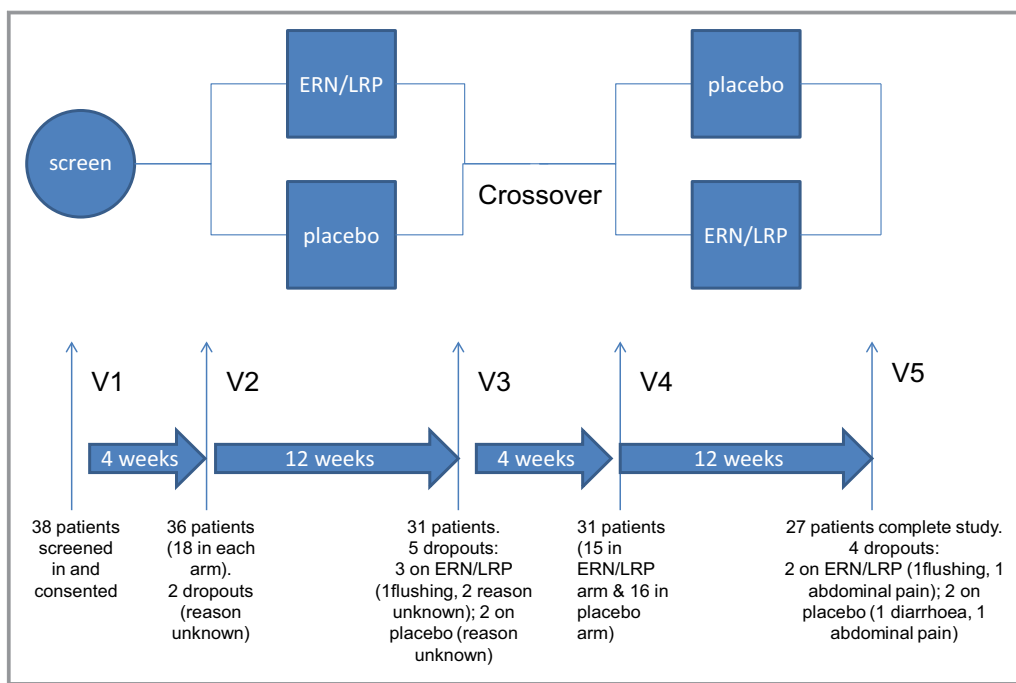 screen
ERN/LRP
placebo
Crossover
placebo
ERN/LRP
V1
V2
V3
V4
V5
4 weeks
12 weeks
4 weeks
12 weeks
38 patients
screened
in and
consented
36 patients
(18 in each
arm).
2 dropouts
(reason
unknown)
31 patients.
5 dropouts:
3 on ERN/LRP
(1flushing, 2 reason
unknown); 2 on
placebo (reason
unknown)
31 patients
(15 in
ERN/LRP
arm & 16 in
placebo
arm)
27 patients complete study.
4 dropouts:
2 on ERN/LRP (1flushing, 1
abdominal pain); 2 on
placebo (1 diarrhoea, 1
abdominal pain)